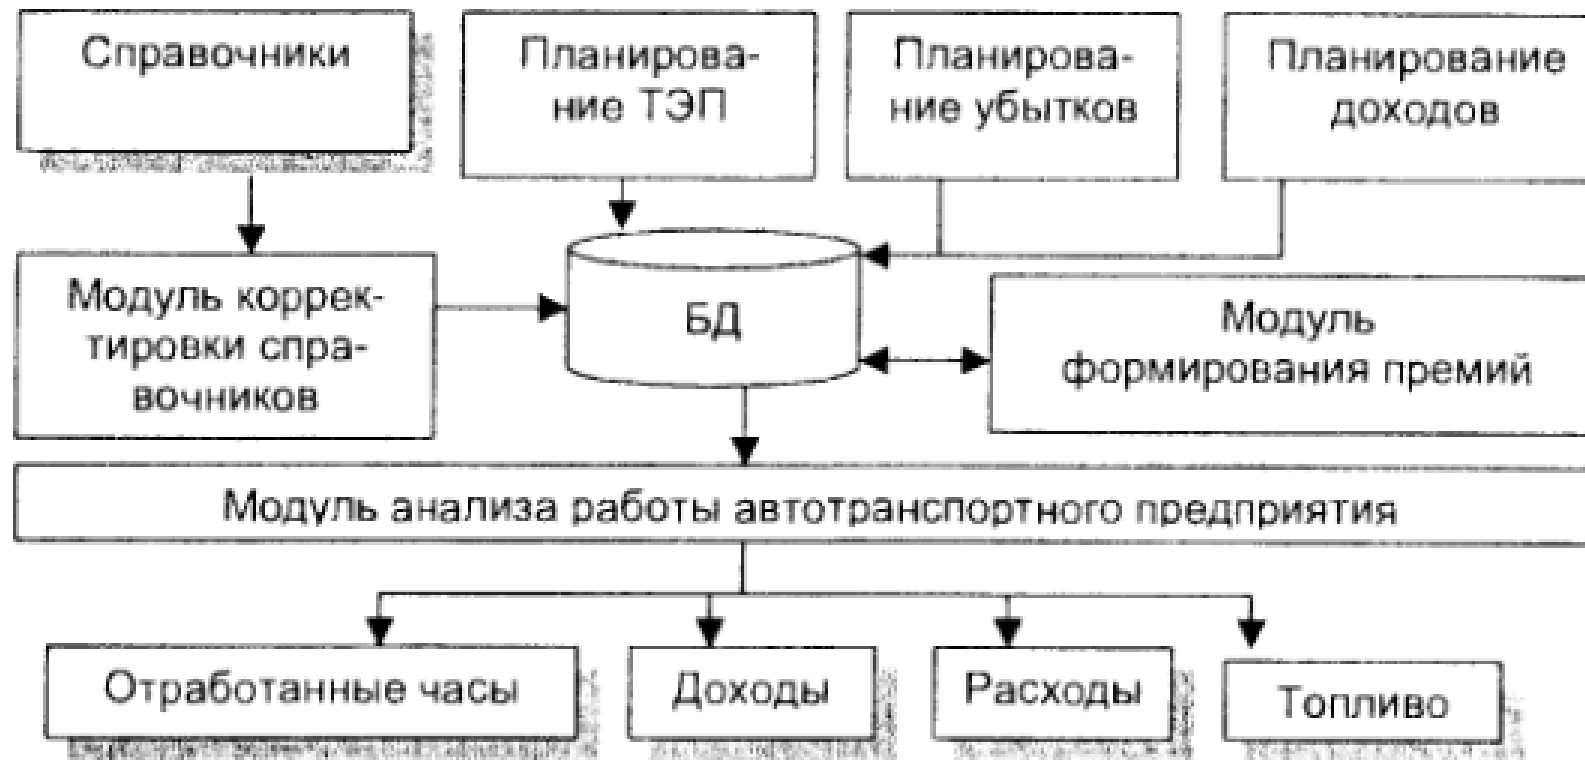 Справочники
Планирова-
ние ТЭП
Планирова-
ние убытков
Планирование
доходов
Модуль коррек-
тировки спра-
вочников
БД
Модуль
формирования премий
Модуль анализа работы автотранспортного предприятия
Отработанные часы
Доходы
Расходы
Топливо